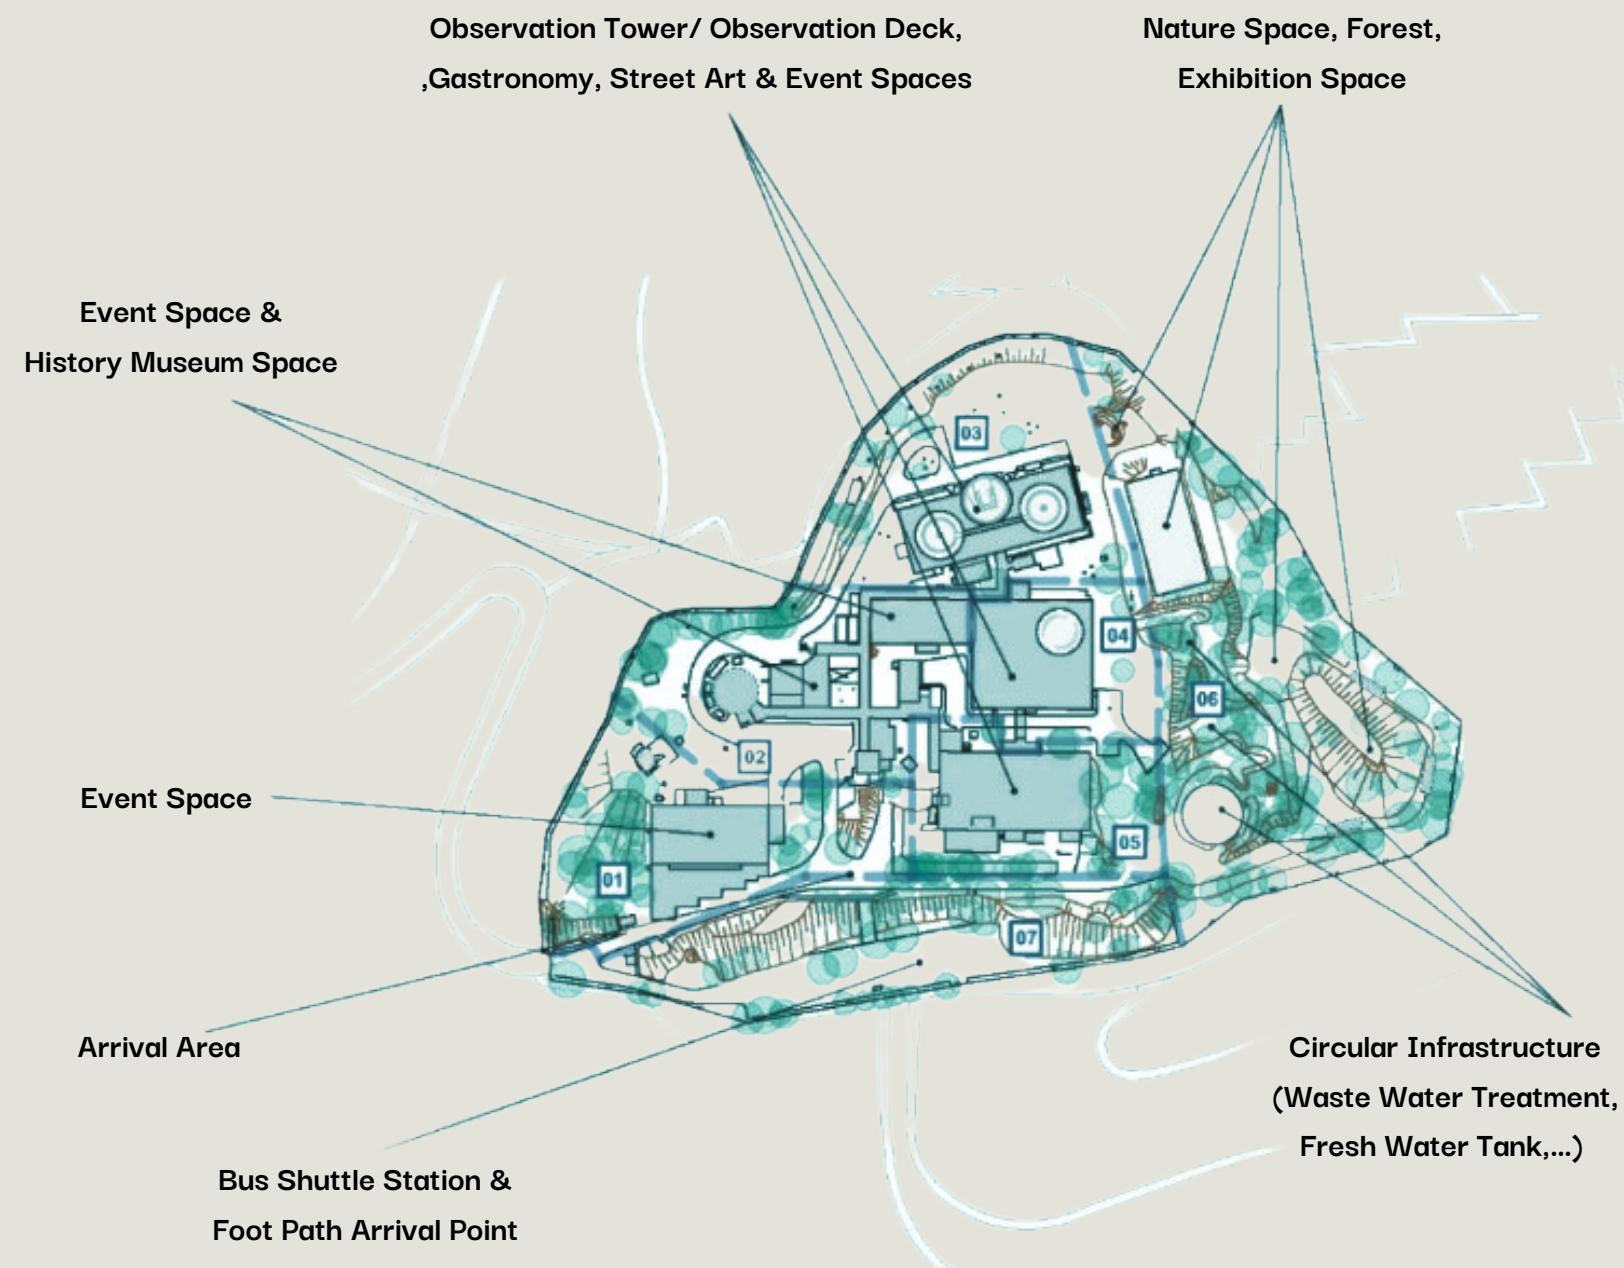 Observation Tower/ Observation Deck,
,Gastronomy, Street Art & Event Spaces
Nature Space, Forest,
Exhibition Space
Event Space &
History Museum Space
03
04
06
02
Event Space
05
01
07
Arrival Area
Circular Infrastructure
(Waste Water Treatment,
Fresh Water Tank,...)
Bus Shuttle Station &
Foot Path Arrival Point